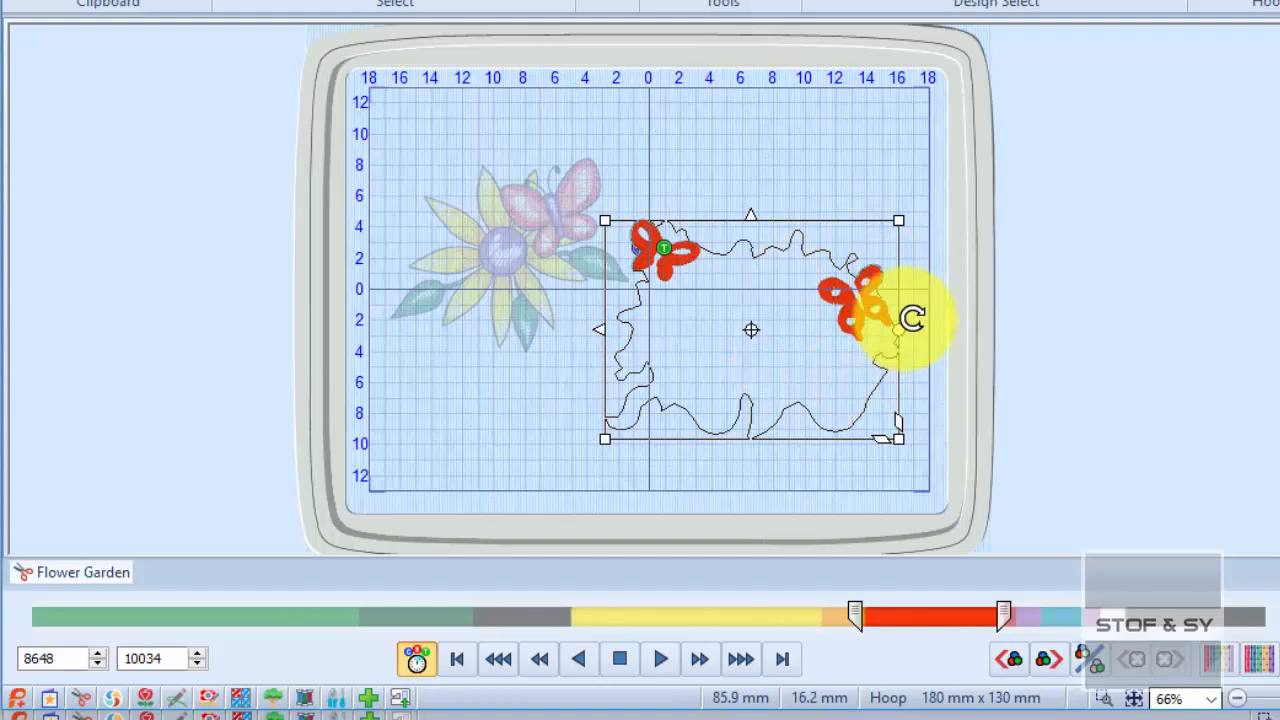 Clipboard Select Tools Design Select Hoo
18 16 14 12 10 8 6 4 2 0 2 4 6 8 10 12 14 16 18
12
10
8
6
4
2
0
2
4
6
8
10
12
T
Flower Garden
STOF & SY
8648 10034
85.9 mm 16.2 mm Hoop 180 mm x 130 mm 66%